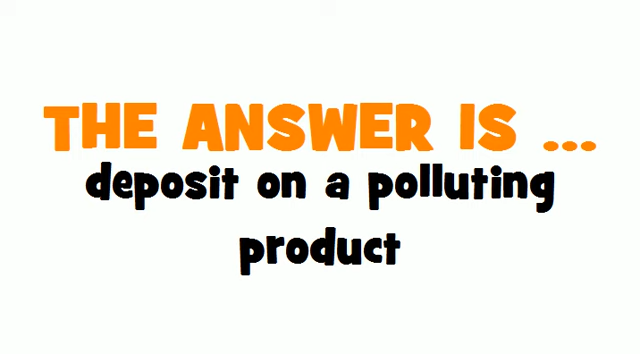 THE ANSWER IS ...
deposit on a polluting
product